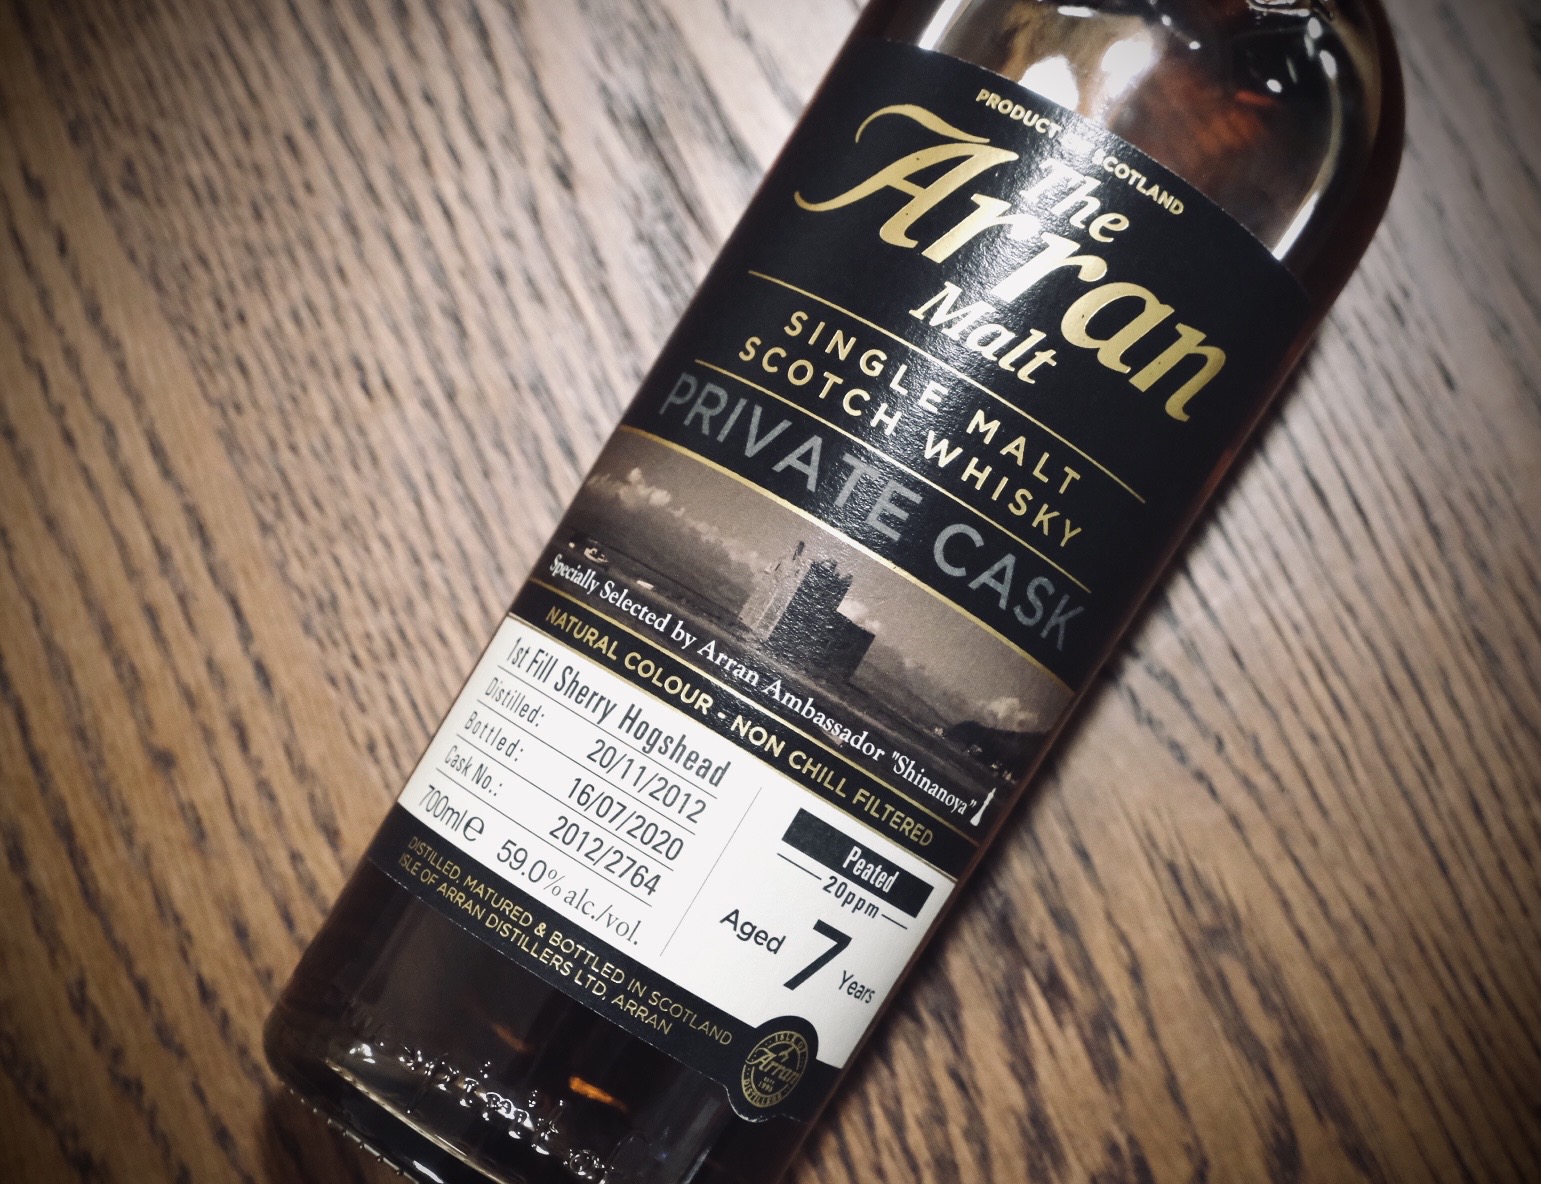 PRODUCT SCOTLAND
The
Arran
Malt
SINGLE MALT
SCOTCH WHISKY
PRIVATE CASK
Specially Selected by Arran Ambassador "Shinanoya"
NATURAL COLOUR - NON CHILL FILTERED
1st Fill Sherry Hogshead
Distilled: 20/11/2012
Bottled: 16/07/2020
Cask No.: 2012/2764
700ml℮ 59.0% alc./vol.
Peated
20ppm
Aged 7 Years
DISTILLED, MATURED & BOTTLED IN SCOTLAND
ISLE OF ARRAN DISTILLERS LTD, ARRAN
ISLE OF
Arran
DISTILLERS